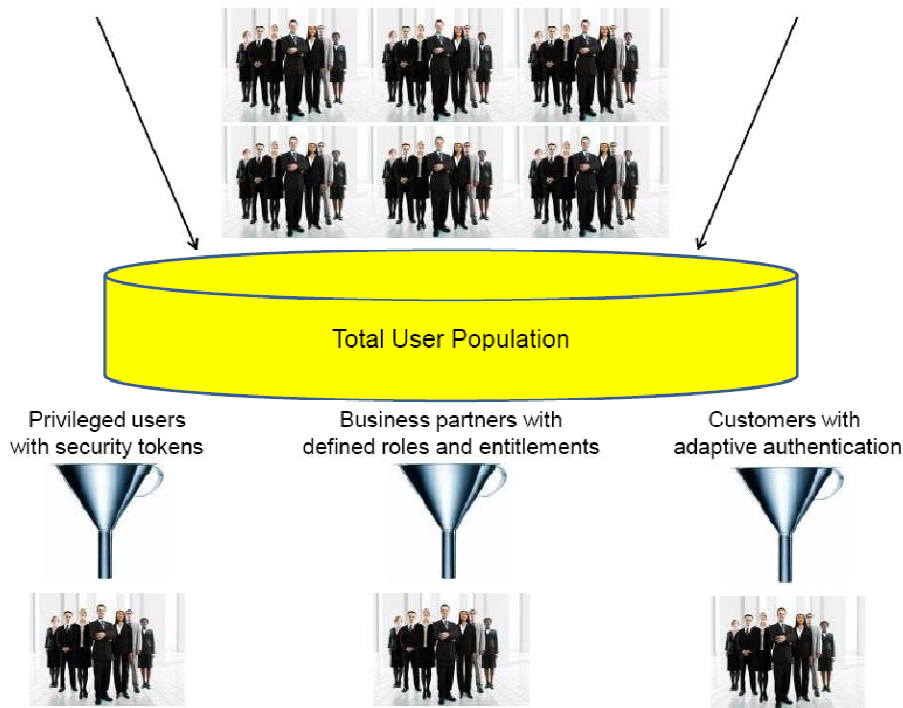 Total User Population
Privileged users
with security tokens
Business partners with
defined roles and entitlements
Customers with
adaptive authentication